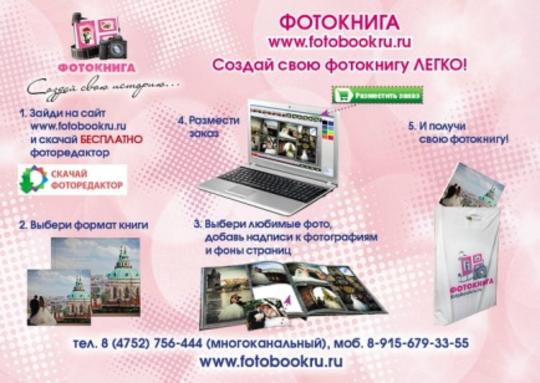 ФОТОКНИГА
www.fotobookru.ru
Создай свою фотокнигу ЛЕГКО!
ФОТОКНИГА
Создай свою историю...
Разместить заказ
1. Зайди на сайт
www.fotobookru.ru
и скачай БЕСПЛАТНО
фоторедактор
СКАЧАЙ
ФОТОРЕДАКТОР
4. Размести
заказ
5. И получи
свою фотокнигу!
2. Выбери формат книги
3. Выбери любимые фото,
добавь надписи к фотографиям
и фоны страниц
ФОТОКНИГА
тел. 8 (4752) 756-444 (многоканальный), моб. 8-915-679-33-55
www.fotobookru.ru